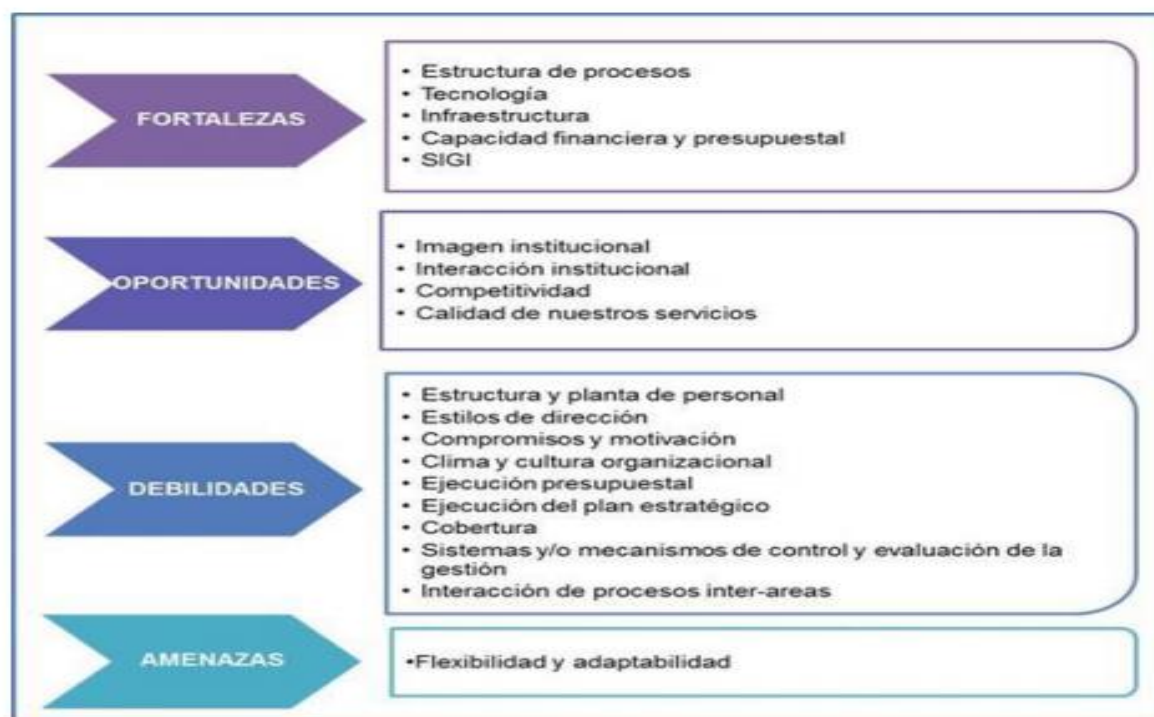 FORTALEZAS
• Estructura de procesos
• Tecnología
• Infraestructura
• Capacidad financiera y presupuestal
• SIGI
OPORTUNIDADES
• Imagen institucional
• Interacción institucional
• Competitividad
• Calidad de nuestros servicios
DEBILIDADES
• Estructura y planta de personal
• Estilos de dirección
• Compromisos y motivación
• Clima y cultura organizacional
• Ejecución presupuestal
• Ejecución del plan estratégico
• Cobertura
• Sistemas y/o mecanismos de control y evaluación de la
gestión
• Interacción de procesos inter-areas
AMENAZAS
•Flexibilidad y adaptabilidad